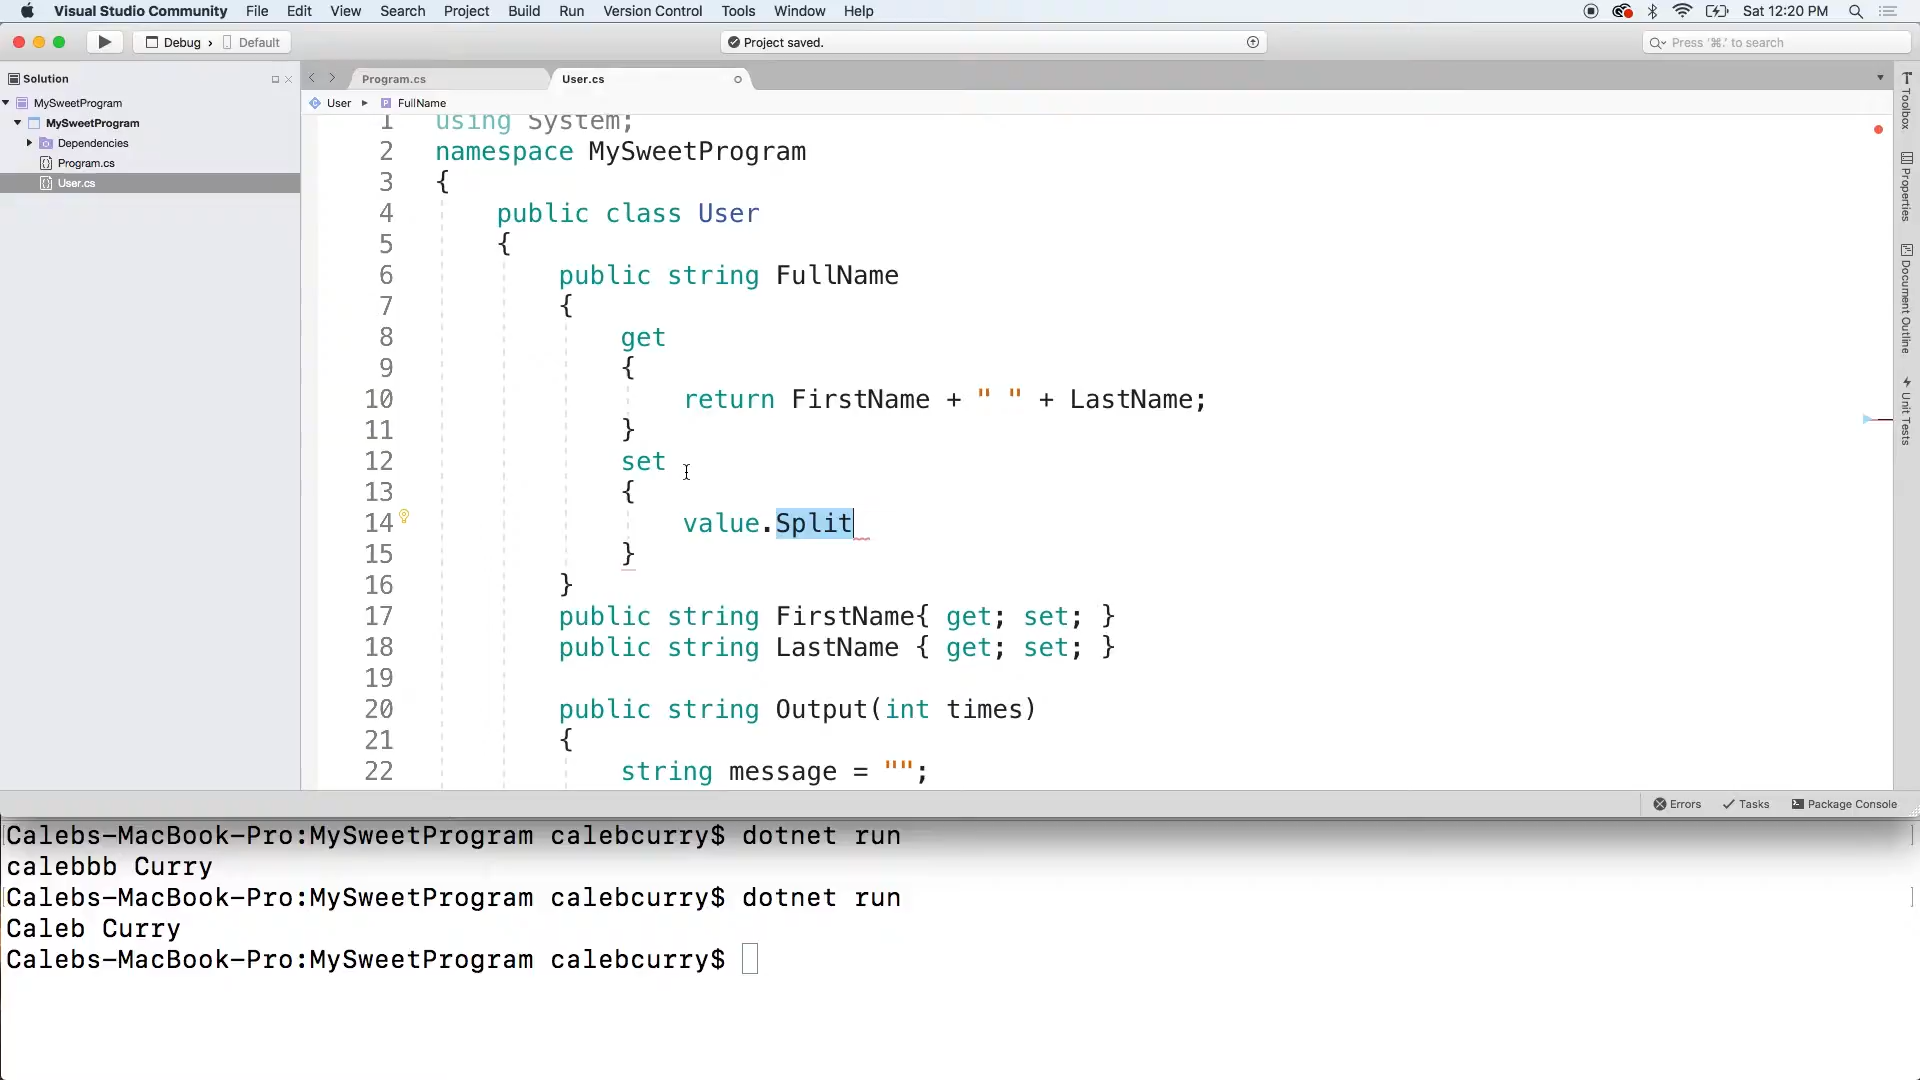 Visual Studio Community File Edit View Search Project Build Run Version Control Tools Window Help Sat 12:20 PM
Debug › Default Project saved. Press '⌘.' to search
Solution
MySweetProgram
MySweetProgram
Dependencies
Program.cs
User.cs
Program.cs User.cs
User ▸ FullName
1 using System;
2 namespace MySweetProgram
3 {
4 public class User
5 {
6 public string FullName
7 {
8 get
9 {
10 return FirstName + " " + LastName;
11 }
12 set
13 {
14 value.Split
15 }
16 }
17 public string FirstName{ get; set; }
18 public string LastName { get; set; }
19
20 public string Output(int times)
21 {
22 string message = "";
Toolbox
Properties
Document Outline
Unit Tests
Errors Tasks Package Console
Calebs-MacBook-Pro:MySweetProgram calebcurry$ dotnet run
calebbb Curry
Calebs-MacBook-Pro:MySweetProgram calebcurry$ dotnet run
Caleb Curry
Calebs-MacBook-Pro:MySweetProgram calebcurry$